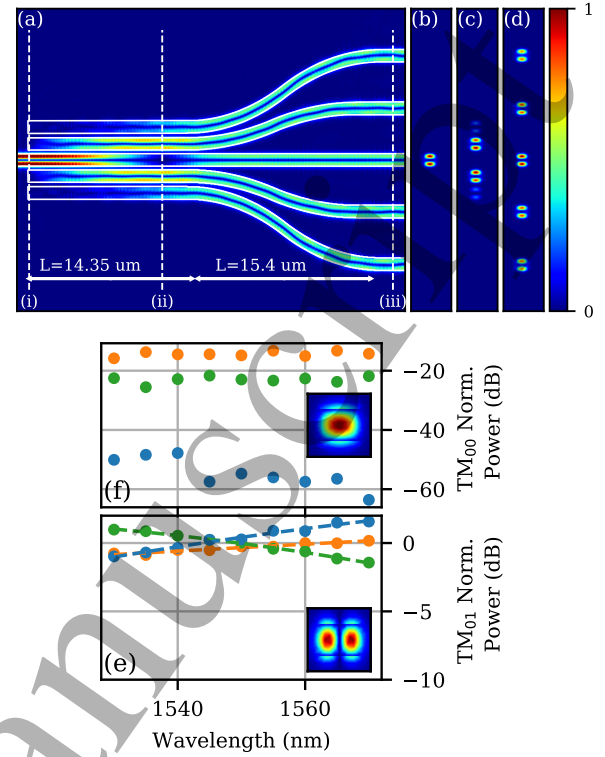 (a)
(b)
(c)
(d)
1
L=14.35 um
L=15.4 um
(i)
(ii)
(iii)
0
−20
−40
−60
TM00 Norm.
Power (dB)
(f)
0
−5
−10
TM01 Norm.
Power (dB)
(e)
1540
1560
Wavelength (nm)
anuscript